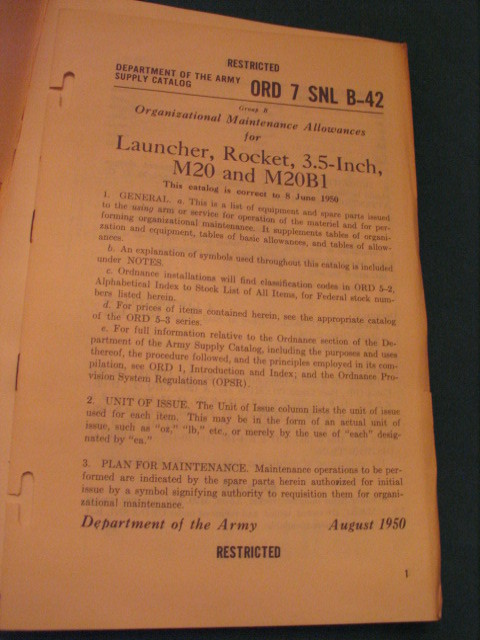 RESTRICTED
DEPARTMENT OF THE ARMY
SUPPLY CATALOG
ORD 7 SNL B-42
Group B
Organizational Maintenance Allowances
for
Launcher, Rocket, 3.5-Inch,
M20 and M20B1
This catalog is correct to 8 June 1950
1. GENERAL. a. This is a list of equipment and spare parts issued
to the using arm or service for operation of the materiel and for per-
forming organizational maintenance. It supplements tables of organi-
zation and equipment, tables of basic allowances, and tables of allow-
ances.
b. An explanation of symbols used throughout this catalog is included
under NOTES.
c. Ordnance installations will find classification codes in ORD 5-2,
Alphabetical Index to Stock List of All Items, for Federal stock num-
bers listed herein.
d. For prices of items contained herein, see the appropriate catalog
of the ORD 5-3 series.
e. For full information relative to the Ordnance section of the De-
partment of the Army Supply Catalog, including the purposes and uses
thereof, the procedure followed, and the principles employed in its com-
pilation, see ORD 1, Introduction and Index; and the Ordnance Pro-
vision System Regulations (OPSR).
2. UNIT OF ISSUE. The Unit of Issue column lists the unit of issue
used for each item. This may be in the form of an actual unit of
issue, such as "oz," "lb," etc., or merely by the use of "each" desig-
nated by "ea."
3. PLAN FOR MAINTENANCE. Maintenance operations to be per-
formed are indicated by the spare parts herein authorized for initial
issue by a symbol signifying authority to requisition them for organi-
zational maintenance.
Department of the Army August 1950
RESTRICTED
1